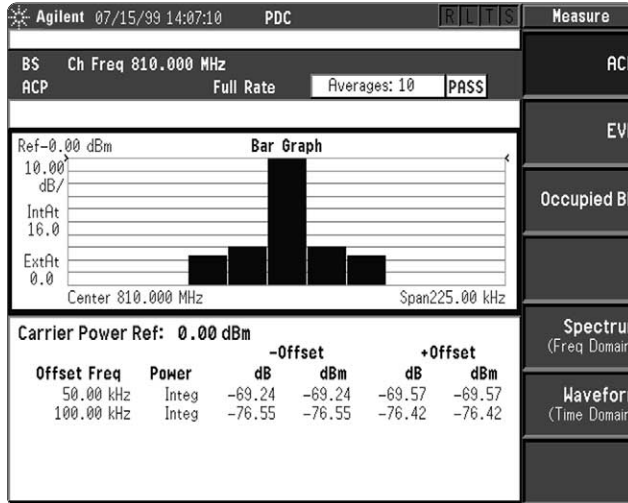 Agilent 07/15/99 14:07:10 PDC R L T S Measure
BS Ch Freq 810.000 MHz
ACP Full Rate Averages: 10 PASS
Ref-0.00 dBm Bar Graph
10.00
dB/
IntAt
16.0
ExtAt
0.0
Center 810.000 MHz Span225.00 kHz
Carrier Power Ref: 0.00 dBm
-Offset +Offset
Offset Freq Power dB dBm dB dBm
50.00 kHz Integ -69.24 -69.24 -69.57 -69.57
100.00 kHz Integ -76.55 -76.55 -76.42 -76.42
Occupied
(Freq
(Time